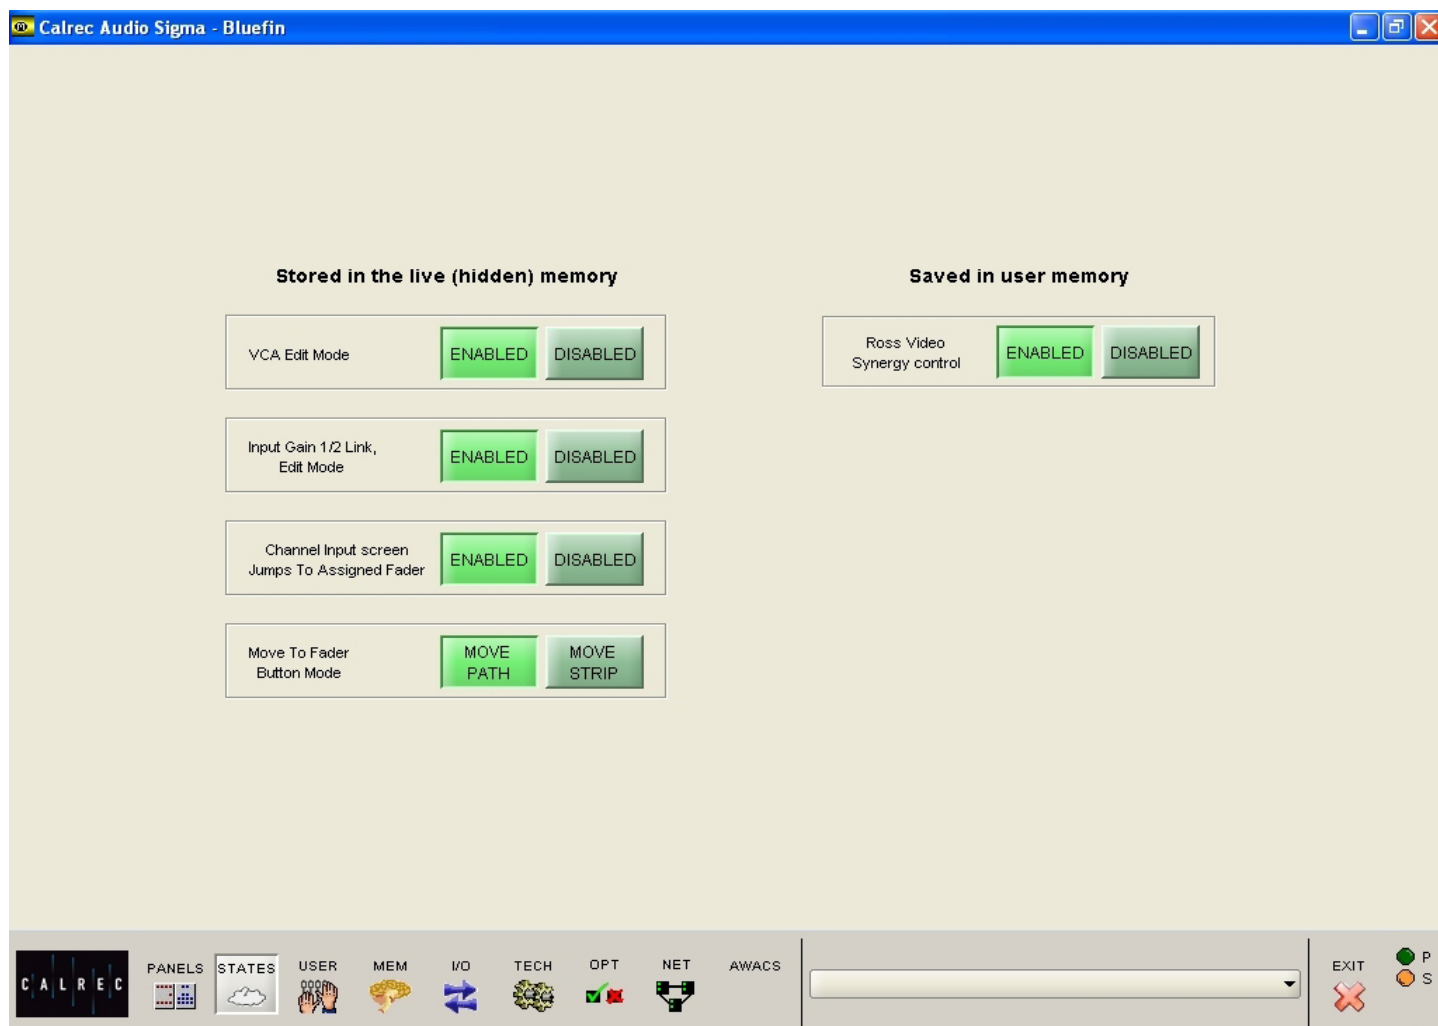 Calrec Audio Sigma - Bluefin
Stored in the live (hidden) memory
Saved in user memory
VCA Edit Mode
ENABLED
DISABLED
Ross Video
Synergy control
ENABLED
DISABLED
Input Gain 1/2 Link,
Edit Mode
ENABLED
DISABLED
Channel Input screen
Jumps To Assigned Fader
ENABLED
DISABLED
Move To Fader
Button Mode
MOVE
PATH
MOVE
STRIP
CALREC
PANELS
STATES
USER
MEM
I/O
TECH
OPT
NET
AWACS
EXIT
P
S